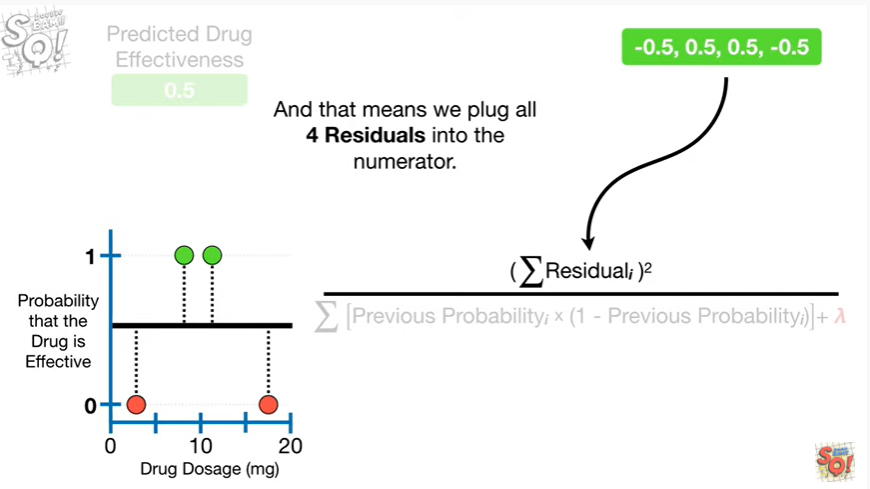 SQ!
Predicted Drug
Effectiveness
0.5
-0.5, 0.5, 0.5, -0.5
And that means we plug all
4 Residuals into the
numerator.
(∑Residualᵢ )²
∑ [Previous Probabilityᵢ x (1 - Previous Probabilityᵢ)]+ λ
Probability
that the
Drug is
Effective
1
0
0 10 20
Drug Dosage (mg)
SQ!